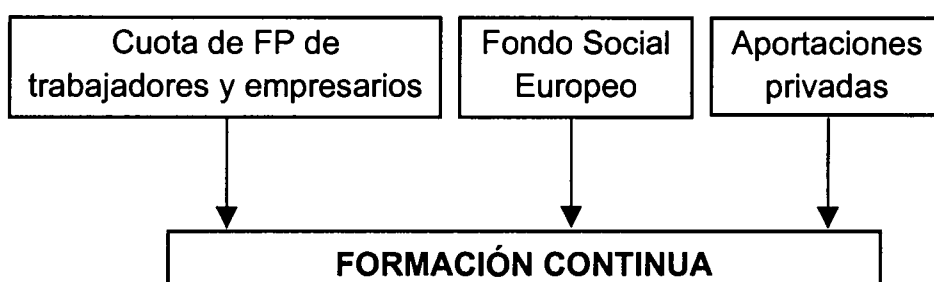 Cuota de FP de
trabajadores y empresarios
Fondo Social
Europeo
Aportaciones
privadas
FORMACIÓN CONTINUA